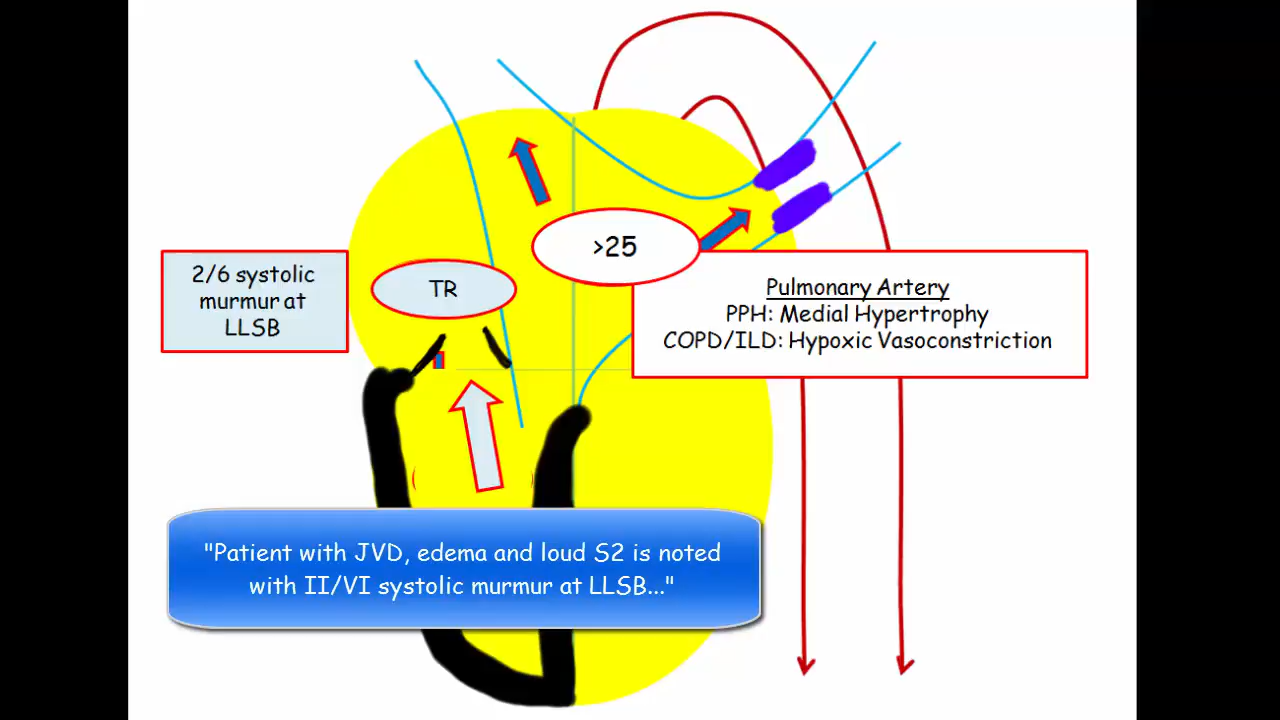 >25
2/6 systolic
murmur at
LLSB
TR
Pulmonary Artery
PPH: Medial Hypertrophy
COPD/ILD: Hypoxic Vasoconstriction
"Patient with JVD, edema and loud S2 is noted
with II/VI systolic murmur at LLSB..."